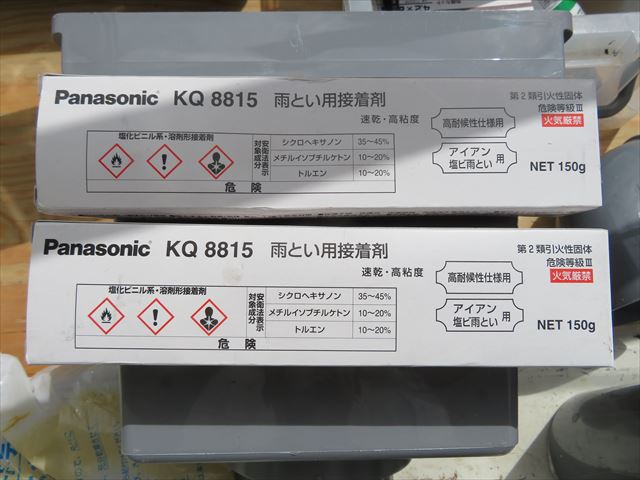 Panasonic KQ 8815 雨とい用接着剤
速乾・高粘度
第2類引火性固体
危険等級Ⅲ
火気厳禁
高耐候性仕様用
アイアン
塩ビ雨とい 用
NET 150g
塩化ビニル系・溶剤形接着剤
安衛法表示
対象成分
シクロヘキサノン 35~45%
メチルイソブチルケトン 10~20%
トルエン 10~20%
危険
Panasonic KQ 8815 雨とい用接着剤
速乾・高粘度
第2類引火性固体
危険等級Ⅲ
火気厳禁
高耐候性仕様用
アイアン
塩ビ雨とい 用
NET 150g
塩化ビニル系・溶剤形接着剤
安衛法表示
対象成分
シクロヘキサノン 35~45%
メチルイソブチルケトン 10~20%
トルエン 10~20%
危険